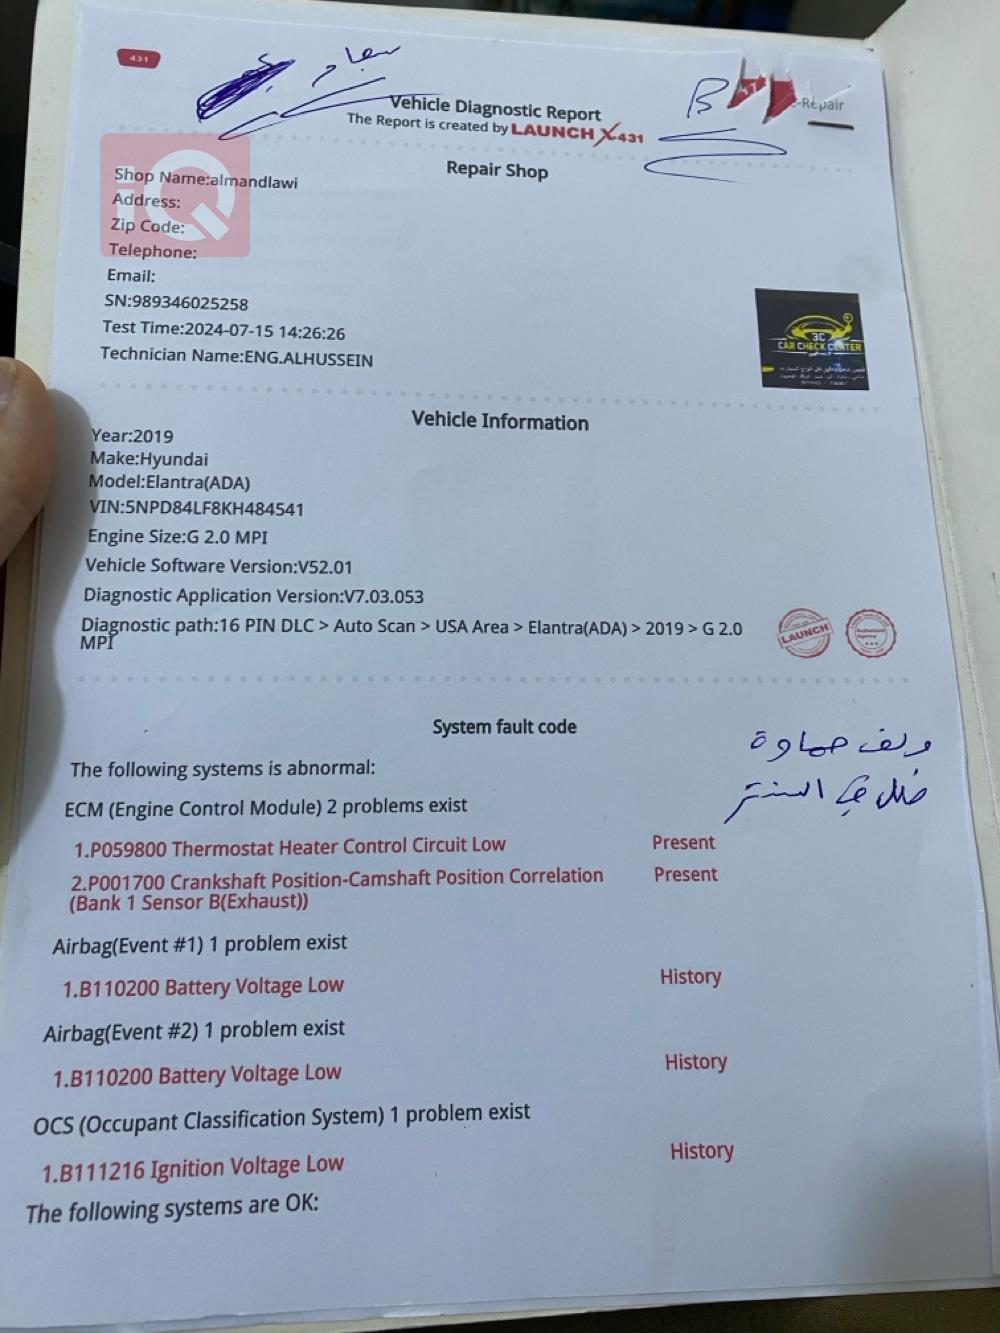 431
سجاد
B
e-Repair
Vehicle Diagnostic Report
The Report is created by LAUNCH X431
iQ
Repair Shop
Shop Name:almandlawi
Address:
Zip Code:
Telephone:
Email:
SN:989346025258
Test Time:2024-07-15 14:26:26
Technician Name:ENG.ALHUSSEIN
3C
CAR CHECK CENTER
Vehicle Information
Year:2019
Make:Hyundai
Model:Elantra(ADA)
VIN:5NPD84LF8KH484541
Engine Size:G 2.0 MPI
Vehicle Software Version:V52.01
Diagnostic Application Version:V7.03.053
Diagnostic path:16 PIN DLC > Auto Scan > USA Area > Elantra(ADA) > 2019 > G 2.0
MPI
LAUNCH
System fault code
The following systems is abnormal:
ولف حماوة
خلل في السنتر
ECM (Engine Control Module) 2 problems exist
1.P059800 Thermostat Heater Control Circuit Low Present
2.P001700 Crankshaft Position-Camshaft Position Correlation Present
(Bank 1 Sensor B(Exhaust))
Airbag(Event #1) 1 problem exist
1.B110200 Battery Voltage Low History
Airbag(Event #2) 1 problem exist
1.B110200 Battery Voltage Low History
OCS (Occupant Classification System) 1 problem exist
1.B111216 Ignition Voltage Low History
The following systems are OK: